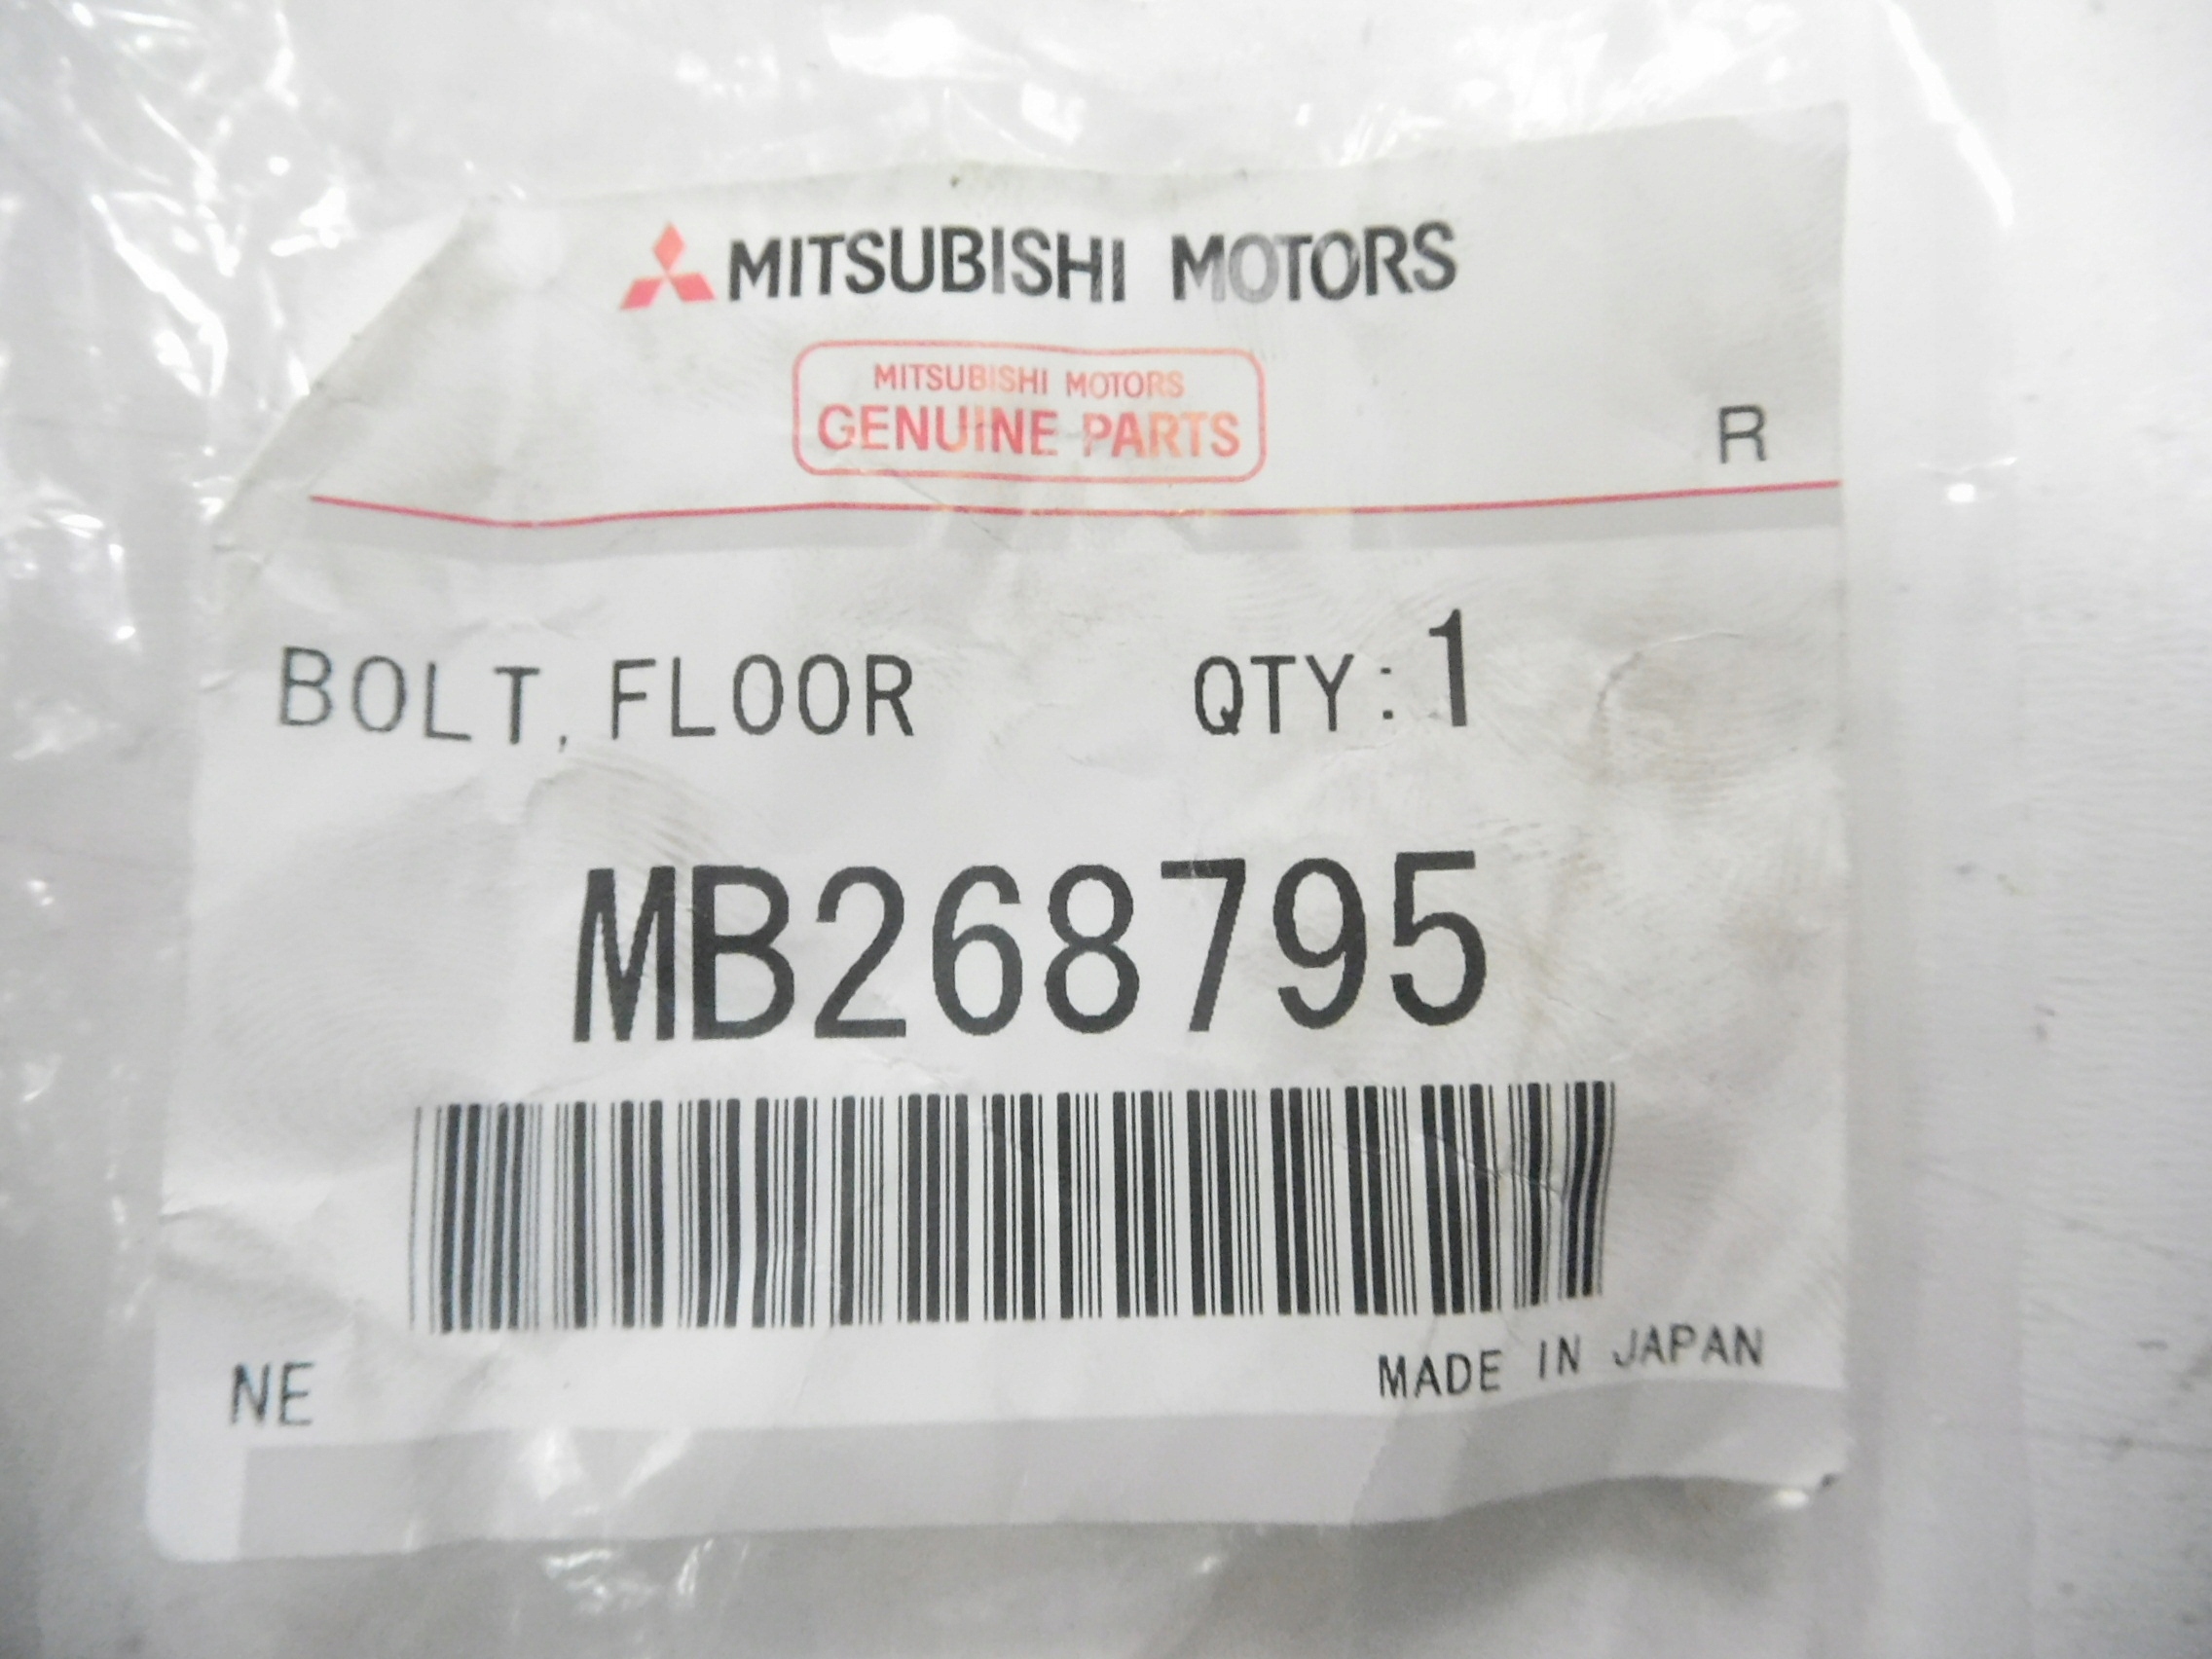 MITSUBISHI MOTORS
MITSUBISHI MOTORS
GENUINE PARTS
R
BOLT, FLOOR QTY: 1
MB268795
NE
MADE IN JAPAN